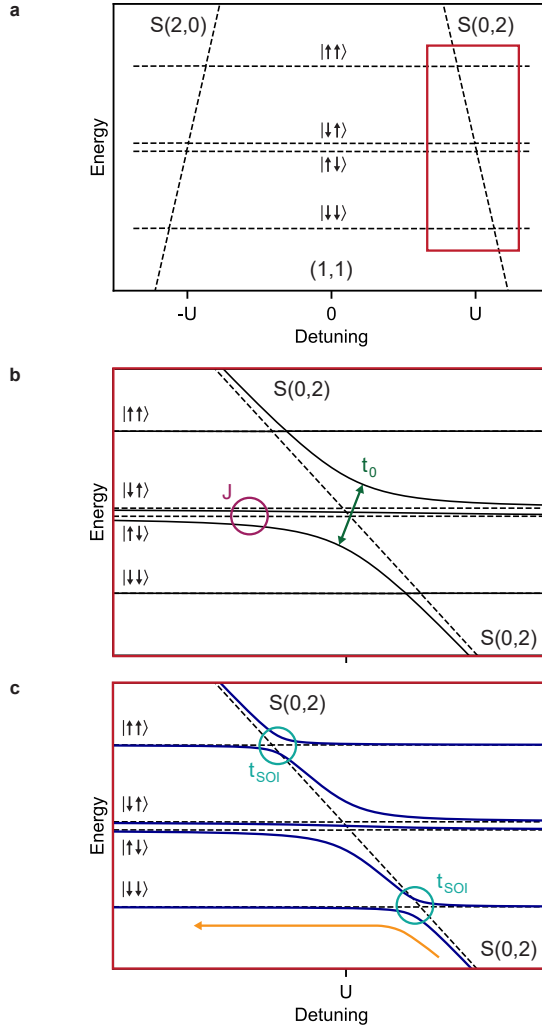 a
S(2,0)
S(0,2)
|↑↑⟩
|↓↑⟩
|↑↓⟩
|↓↓⟩
(1,1)
Energy
-U
0
U
Detuning
b
S(0,2)
|↑↑⟩
t0
J
|↓↑⟩
|↑↓⟩
|↓↓⟩
S(0,2)
Energy
c
S(0,2)
|↑↑⟩
tSOI
|↓↑⟩
|↑↓⟩
|↓↓⟩
tSOI
S(0,2)
Energy
U
Detuning